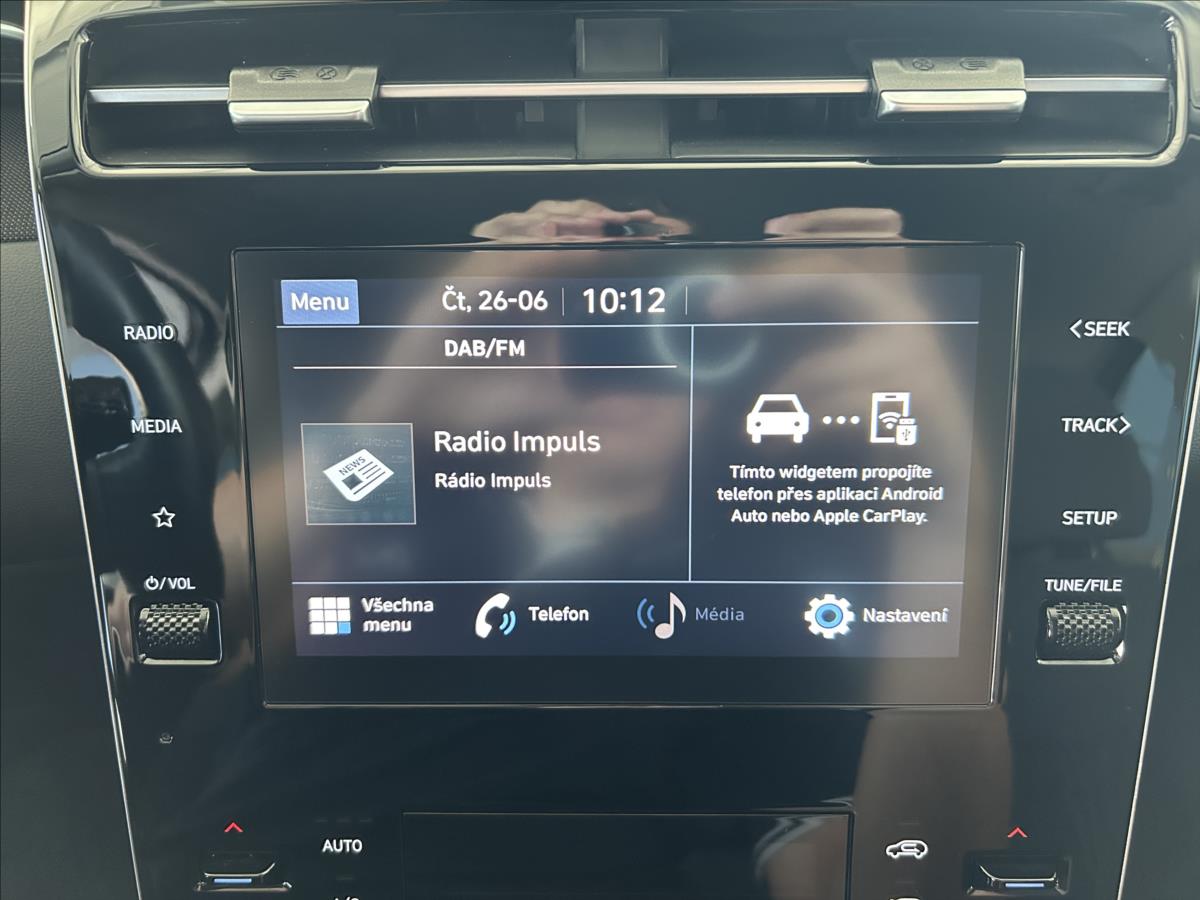 Menu
Čt, 26-06
10:12
DAB/FM
NEWS
Radio Impuls
Rádio Impuls
Tímto widgetem propojíte
telefon přes aplikaci Android
Auto nebo Apple CarPlay.
Všechna
menu
Telefon
Média
Nastavení
RADIO
MEDIA
/VOL
<SEEK
TRACK>
SETUP
TUNE/FILE
AUTO